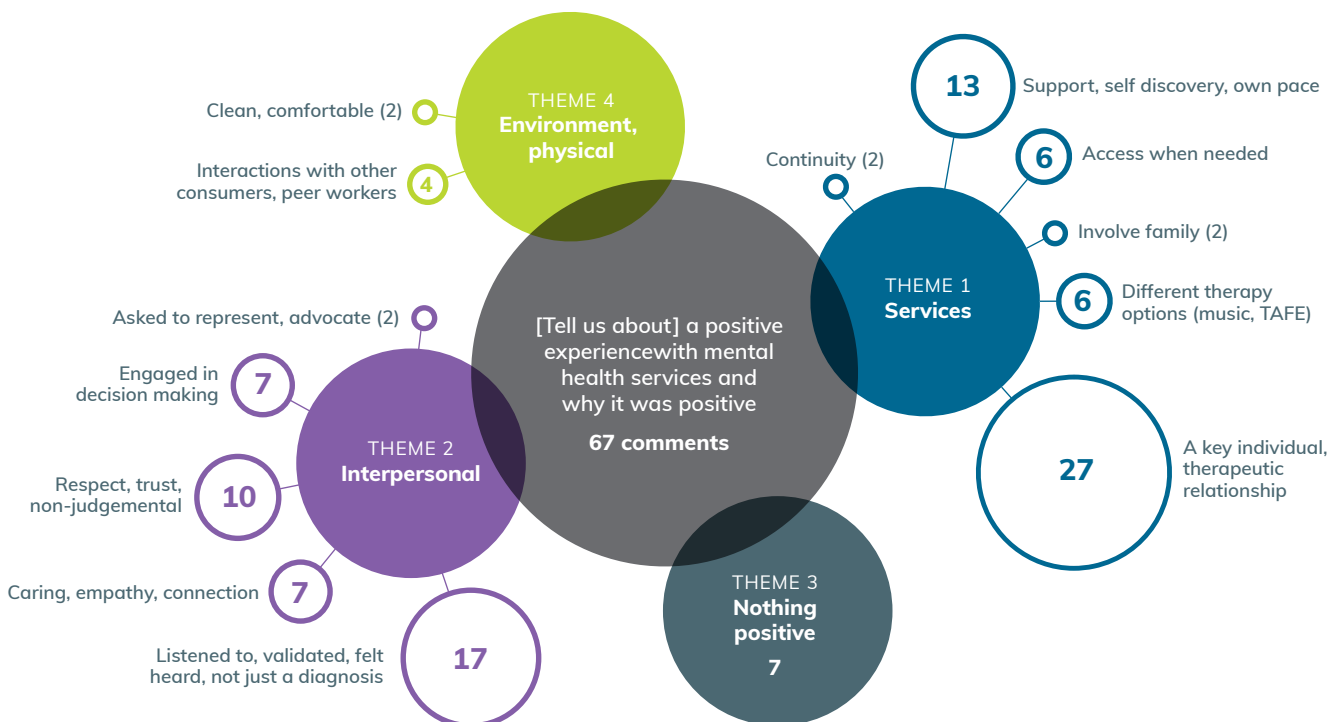 [Tell us about] a positive
experiencewith mental
health services and
why it was positive
67 comments
THEME 1
Services
Continuity (2)
13
Support, self discovery, own pace
6
Access when needed
Involve family (2)
6
Different therapy
options (music, TAFE)
27
A key individual,
therapeutic
relationship
THEME 2
Interpersonal
Asked to represent, advocate (2)
Engaged in
decision making
7
Respect, trust,
non-judgemental
10
Caring, empathy, connection
7
Listened to, validated, felt
heard, not just a diagnosis
17
THEME 3
Nothing
positive
7
THEME 4
Environment,
physical
Clean, comfortable (2)
Interactions with other
consumers, peer workers
4